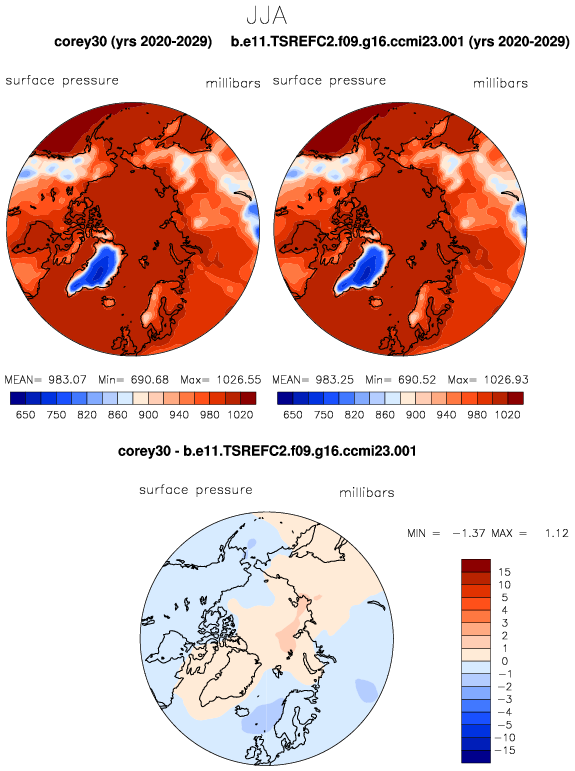 JJA
corey30 (yrs 2020-2029) b.e11.TSREFC2.f09.g16.ccmi23.001 (yrs 2020-2029)
surface pressure millibars surface pressure millibars
MEAN= 983.07 Min= 690.68 Max= 1026.55 MEAN= 983.25 Min= 690.52 Max= 1026.93
650 750 820 860 900 940 980 1020 650 750 820 860 900 940 980 1020
corey30 - b.e11.TSREFC2.f09.g16.ccmi23.001
surface pressure millibars
MIN = -1.37 MAX = 1.12
15
10
5
4
3
2
1
0
-1
-2
-3
-4
-5
-10
-15